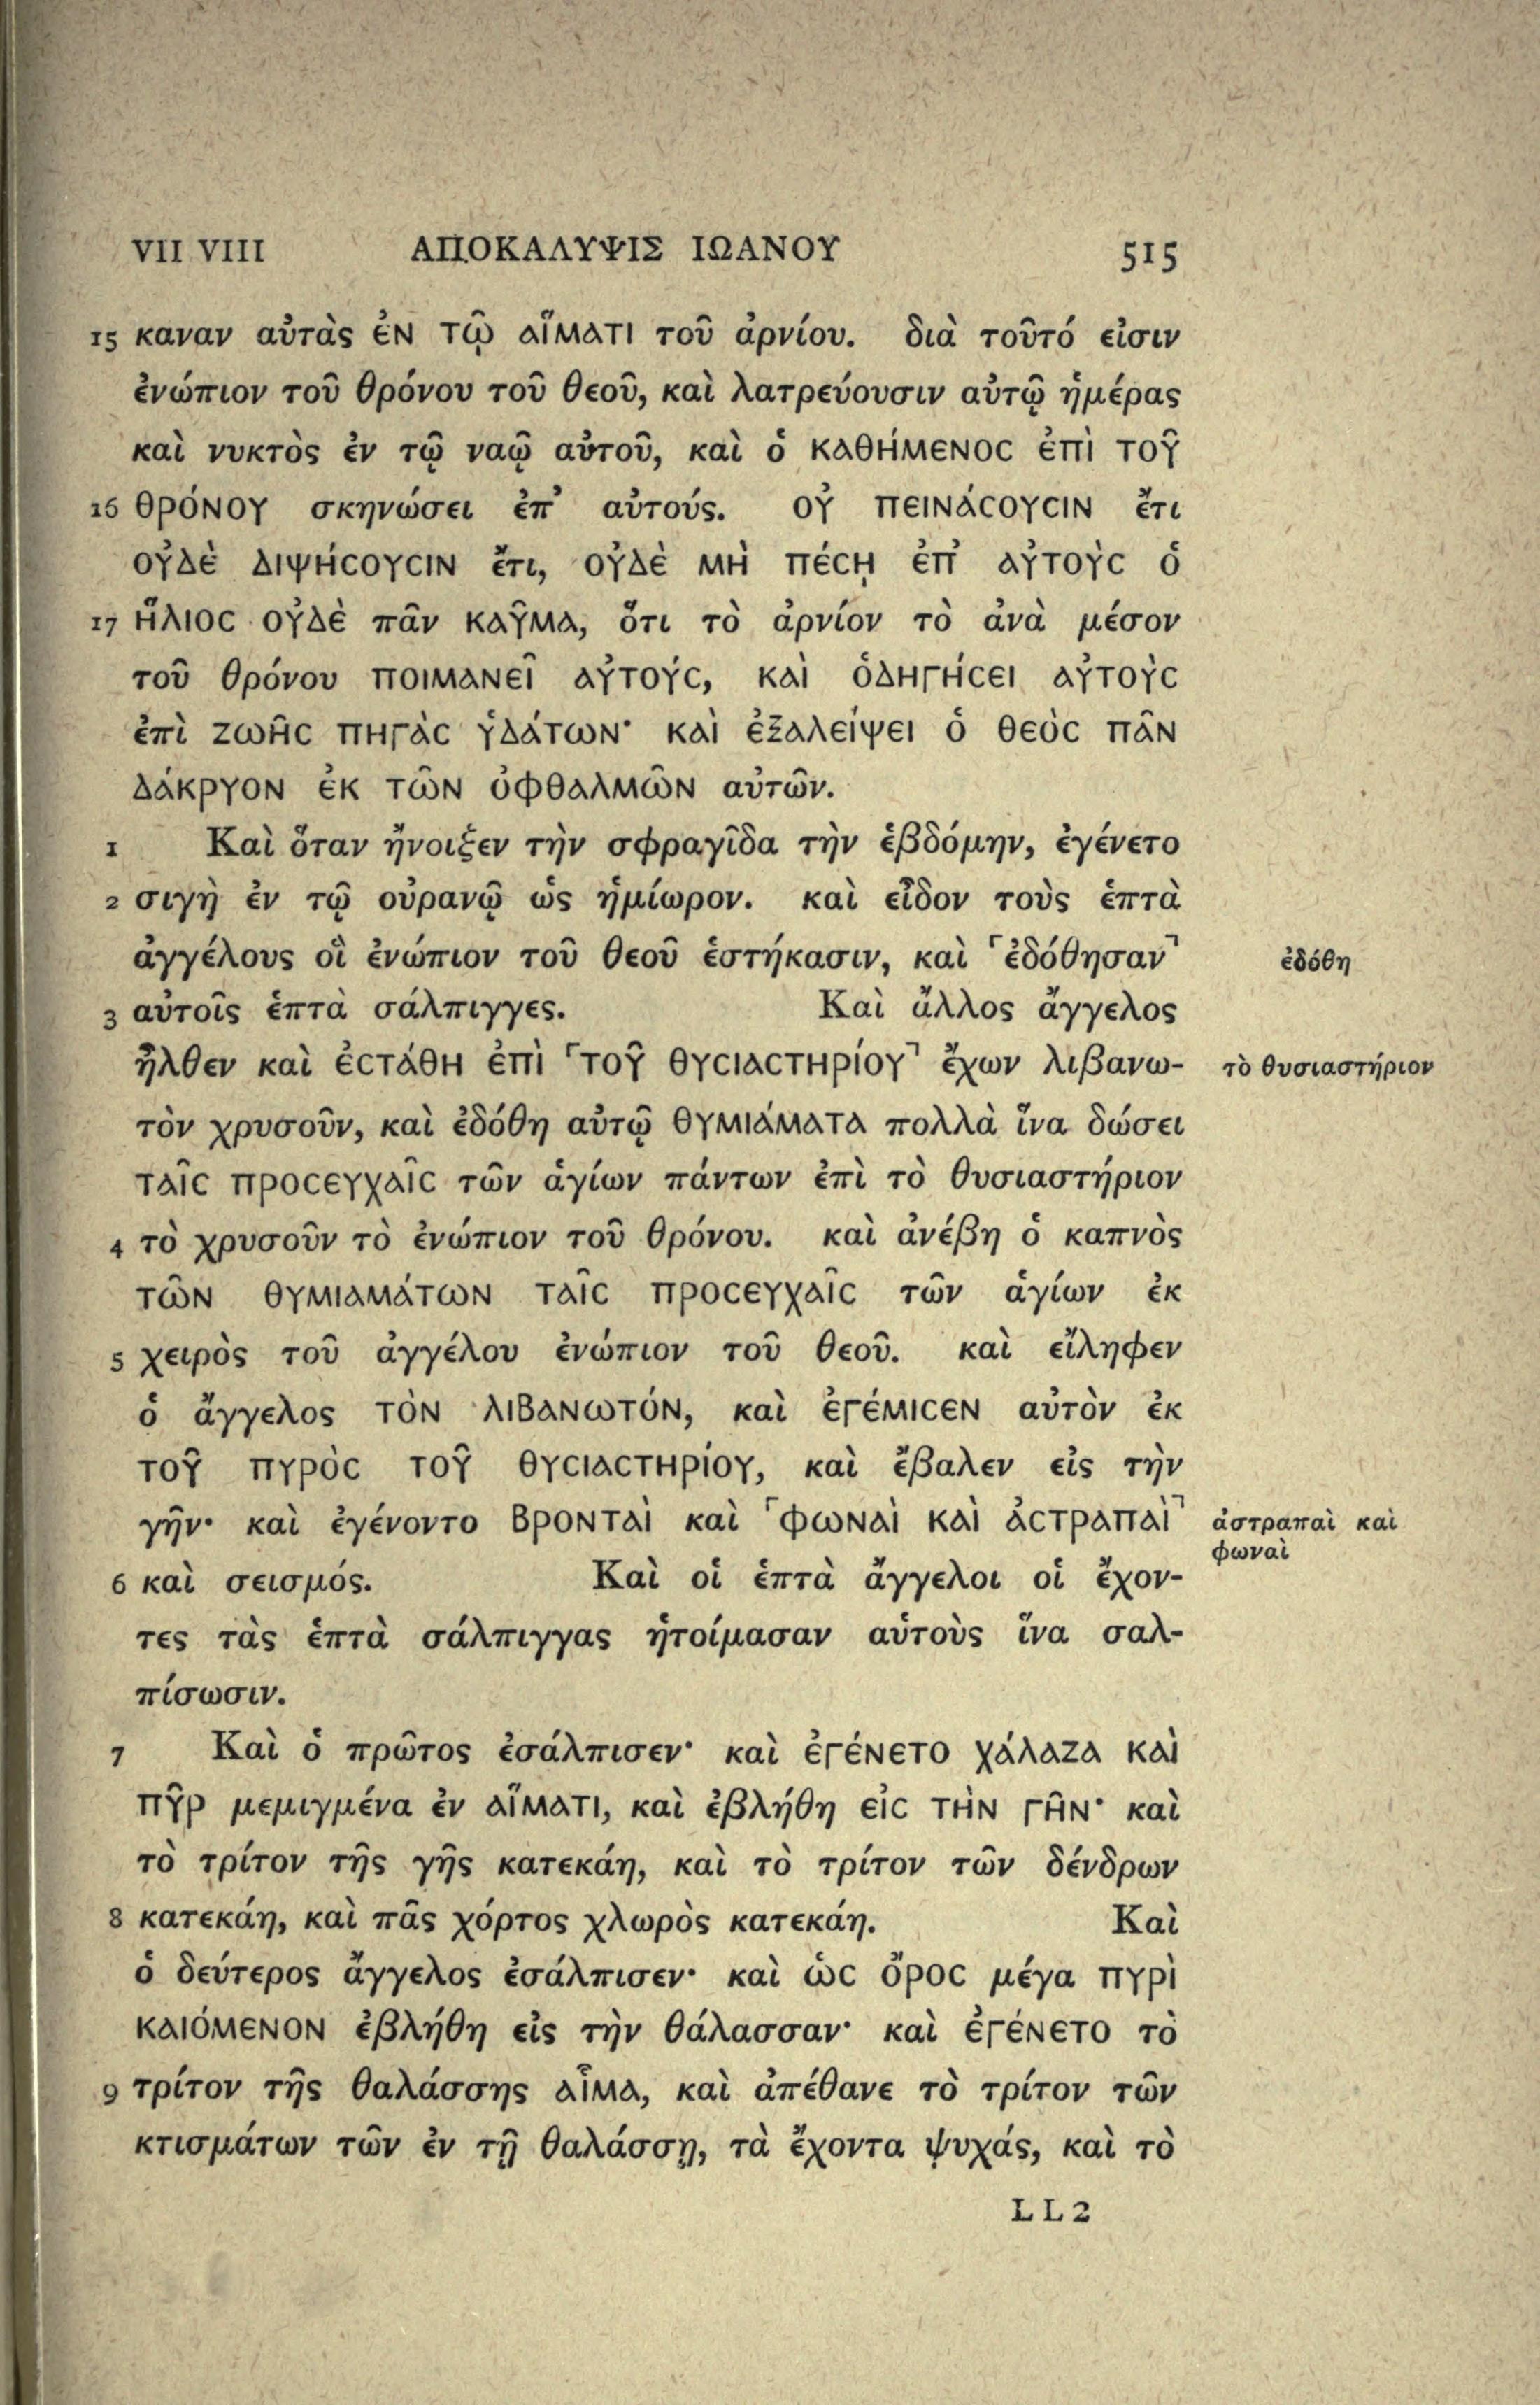 VII VIII ΑΠΟΚΑΛΥΨΙΣ ΙΩΑΝΟΥ 515
15 καναν αὐτὰς ἐν τῷ αἵματι τοῦ ἀρνίου. διὰ τοῦτό εἰσιν
ἐνώπιον τοῦ θρόνου τοῦ θεοῦ, καὶ λατρεύουσιν αὐτῷ ἡμέρας
καὶ νυκτὸς ἐν τῷ ναῷ αὐτοῦ, καὶ ὁ καθήμενοϲ ἐπὶ τοῦ
16 θρόνου σκηνώσει ἐπ’ αὐτούς. οὐ πεινάϲουϲιν ἔτι
οὐδὲ διψήϲουϲιν ἔτι, οὐδὲ μὴ πέϲῃ ἐπ’ αὐτοὺϲ ὁ
17 ἥλιοϲ οὐδὲ πᾶν καῦμα, ὅτι τὸ ἀρνίον τὸ ἀνὰ μέσον
τοῦ θρόνου ποιμανεῖ αὐτούϲ, καὶ ὁδηγήϲει αὐτοὺϲ
ἐπὶ ζωῆϲ πηγὰϲ ὑδάτων· καὶ ἐξαλείψει ὁ θεὸϲ πᾶν
δάκρυον ἐκ τῶν ὀφθαλμῶν αὐτῶν.
1 Καὶ ὅταν ἤνοιξεν τὴν σφραγῖδα τὴν ἑβδόμην, ἐγένετο
2 σιγὴ ἐν τῷ οὐρανῷ ὡς ἡμίωρον. καὶ εἶδον τοὺς ἑπτὰ
ἀγγέλους οἳ ἐνώπιον τοῦ θεοῦ ἑστήκασιν, καὶ ⌜ἐδόθησαν⌝ ἐδόθη
3 αὐτοῖς ἑπτὰ σάλπιγγες. Καὶ ἄλλος ἄγγελος
ἦλθεν καὶ ἐϲτάθη ἐπὶ ⌜τοῦ θυϲιαϲτηρίου⌝ ἔχων λιβανω- τὸ θυσιαστήριον
τὸν χρυσοῦν, καὶ ἐδόθη αὐτῷ θυμιάματα πολλὰ ἵνα δώσει
ταῖϲ προϲευχαῖϲ τῶν ἁγίων πάντων ἐπὶ τὸ θυσιαστήριον
4 τὸ χρυσοῦν τὸ ἐνώπιον τοῦ θρόνου. καὶ ἀνέβη ὁ καπνὸς
τῶν θυμιαμάτων ταῖϲ προϲευχαῖϲ τῶν ἁγίων ἐκ
5 χειρὸς τοῦ ἀγγέλου ἐνώπιον τοῦ θεοῦ. καὶ εἴληφεν
ὁ ἄγγελος τὸν λιβανωτόν, καὶ ἐγέμιϲεν αὐτὸν ἐκ
τοῦ πυρὸϲ τοῦ θυϲιαϲτηρίου, καὶ ἔβαλεν εἰς τὴν
γῆν· καὶ ἐγένοντο βρονταὶ καὶ ⌜φωναὶ καὶ ἀϲτραπαὶ⌝ ἀστραπαὶ καὶ
φωναὶ
6 καὶ σεισμός. Καὶ οἱ ἑπτὰ ἄγγελοι οἱ ἔχον-
τες τὰς ἑπτὰ σάλπιγγας ἡτοίμασαν αὑτοὺς ἵνα σαλ-
πίσωσιν.
7 Καὶ ὁ πρῶτος ἐσάλπισεν· καὶ ἐγένετο χάλαζα καὶ
πῦρ μεμιγμένα ἐν αἵματι, καὶ ἐβλήθη εἰϲ τὴν γῆν· καὶ
τὸ τρίτον τῆς γῆς κατεκάη, καὶ τὸ τρίτον τῶν δένδρων
8 κατεκάη, καὶ πᾶς χόρτος χλωρὸς κατεκάη. Καὶ
ὁ δεύτερος ἄγγελος ἐσάλπισεν· καὶ ὡϲ ὄροϲ μέγα πυρὶ
καιόμενον ἐβλήθη εἰς τὴν θάλασσαν· καὶ ἐγένετο τὸ
9 τρίτον τῆς θαλάσσης αἷμα, καὶ ἀπέθανε τὸ τρίτον τῶν
κτισμάτων τῶν ἐν τῇ θαλάσσῃ, τὰ ἔχοντα ψυχάς, καὶ τὸ
LL2